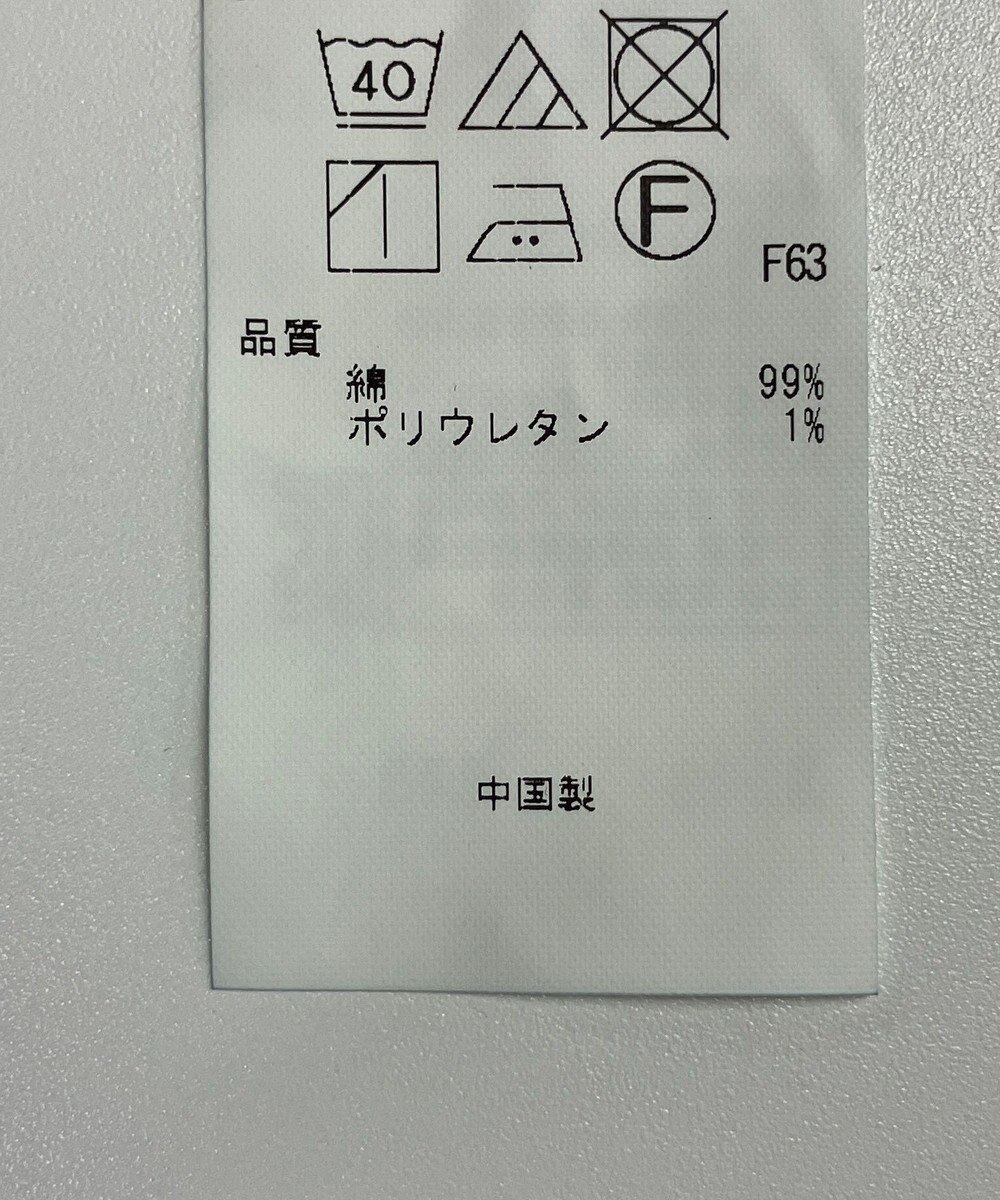 40
F
F63
品質
綿 99%
ポリウレタン 1%
中国製